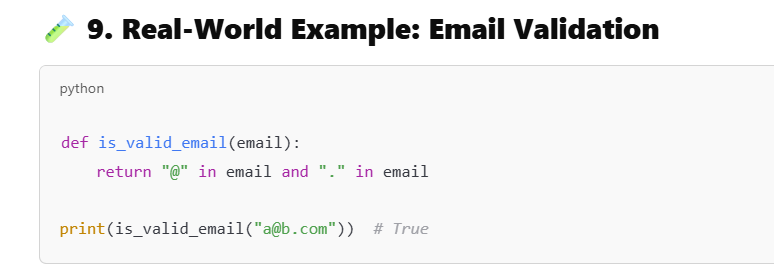 🧪 9. Real-World Example: Email Validation
python
def is_valid_email(email):
    return "@" in email and "." in email
print(is_valid_email("a@b.com"))  # True